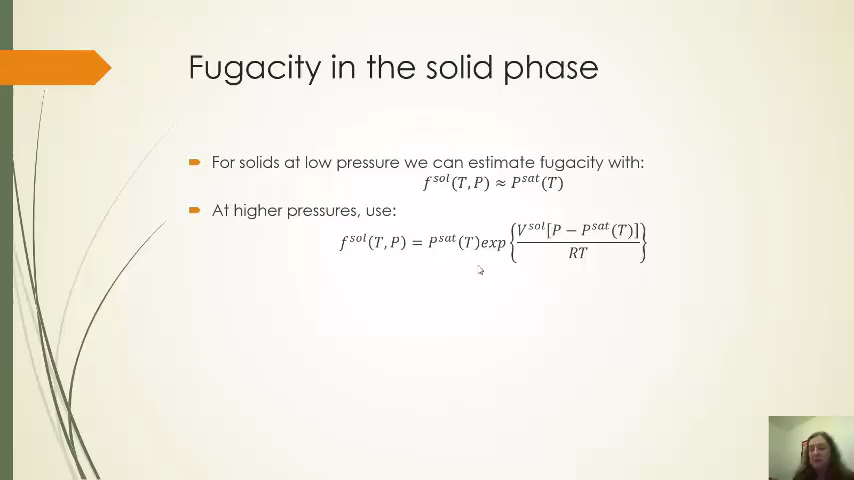 Fugacity in the solid phase
For solids at low pressure we can estimate fugacity with:
f^{sol}(T, P) ≈ P^{sat}(T)
At higher pressures, use:
f^{sol}(T, P) = P^{sat}(T)exp{V^{sol}[P − P^{sat}(T)]/RT}